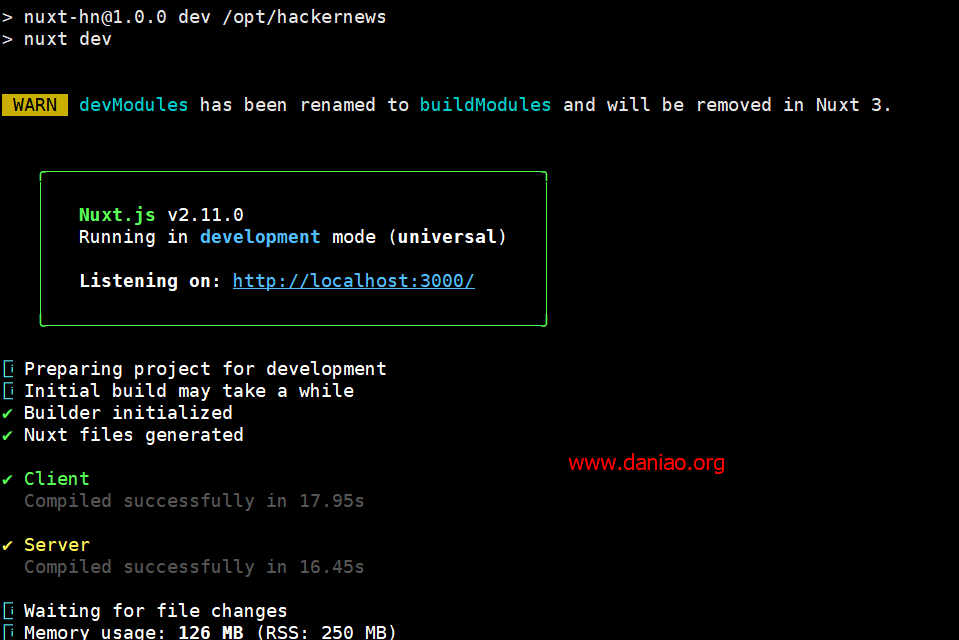 > nuxt-hn@1.0.0 dev /opt/hackernews
> nuxt dev
WARN devModules has been renamed to buildModules and will be removed in Nuxt 3.
Nuxt.js v2.11.0
Running in development mode (universal)
Listening on: http://localhost:3000/
Preparing project for development
Initial build may take a while
✔ Builder initialized
✔ Nuxt files generated
www.daniao.org
✔ Client
Compiled successfully in 17.95s
✔ Server
Compiled successfully in 16.45s
Waiting for file changes
Memory usage: 126 MB (RSS: 250 MB)